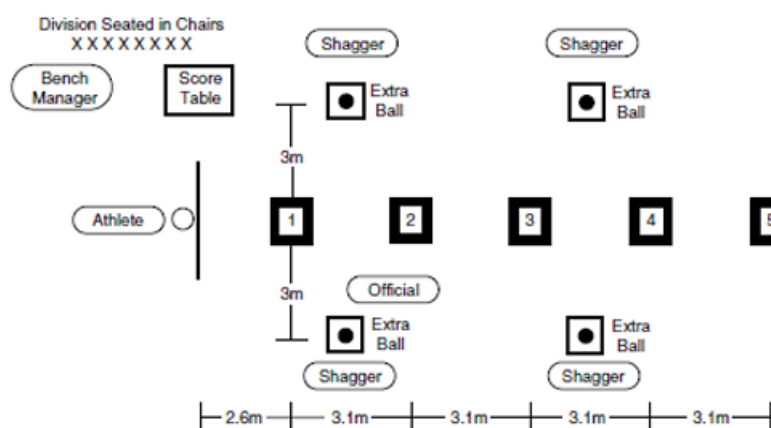 Division Seated in Chairs
X X X X X X X X
Shagger
Shagger
Bench
Manager
Score
Table
Extra
Ball
Extra
Ball
3m
Athlete
1
2
3
4
5
3m
Official
Extra
Ball
Extra
Ball
Shagger
Shagger
2.6m
3.1m
3.1m
3.1m
3.1m